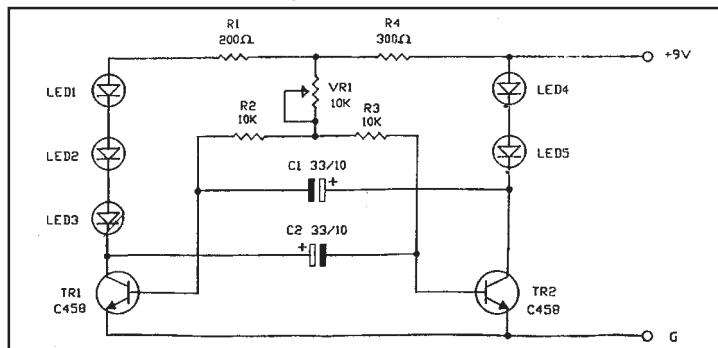 R1
200Ω
R4
300Ω
+9V
LED1
VR1
10K
LED4
R2
10K
R3
10K
LED2
LED5
C1 33/10
+
LED3
C2 33/10
+
TR1
C458
TR2
C458
G